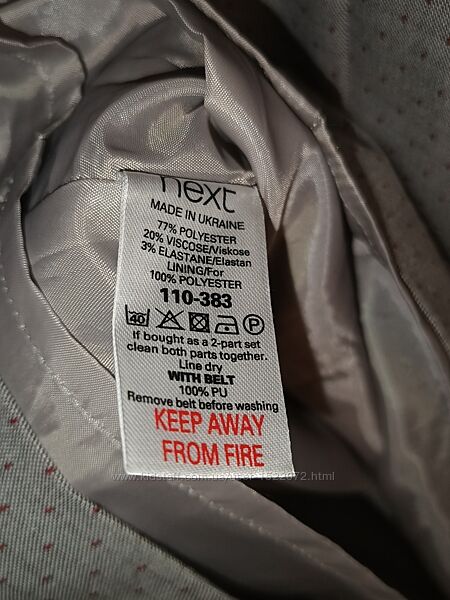 next
MADE IN UKRAINE
77% POLYESTER
20% VISCOSE/Viskose
3% ELASTANE/Elastan
LINING/For
100% POLYESTER
110-383
40 P
If bought as a 2-part set
clean both parts together.
Line dry
WITH BELT
100% PU
Remove belt before washing
KEEP AWAY
FROM FIRE